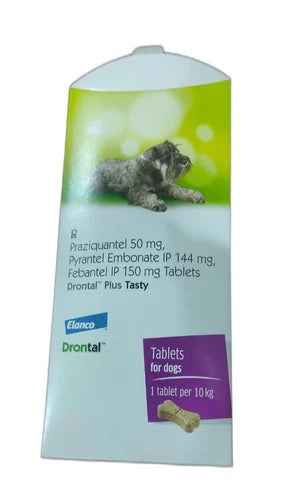 ℞
Praziquantel 50 mg,
Pyrantel Embonate IP 144 mg,
Febantel IP 150 mg Tablets
Drontal™ Plus Tasty
Elanco
Drontal™
Tablets
for dogs
1 tablet per 10 kg